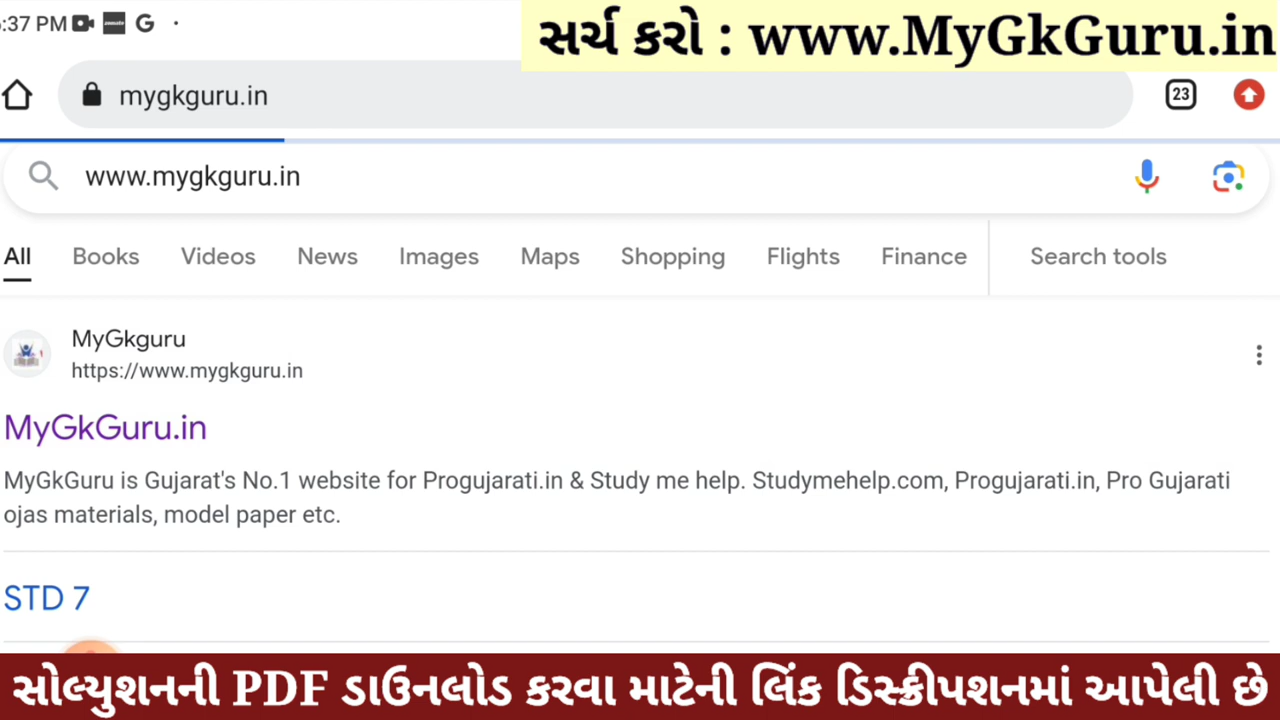 :37 PM
સર્ચ કરો : www.MyGkGuru.in
mygkguru.in
23
www.mygkguru.in
All Books Videos News Images Maps Shopping Flights Finance Search tools
MyGkguru
https://www.mygkguru.in
MyGkGuru.in
MyGkGuru is Gujarat's No.1 website for Progujarati.in & Study me help. Studymehelp.com, Progujarati.in, Pro Gujarati
ojas materials, model paper etc.
STD 7
સોલ્યુશનની PDF ડાઉનલોડ કરવા માટેની લિંક ડિસ્ક્રીપશનમાં આપેલી છે